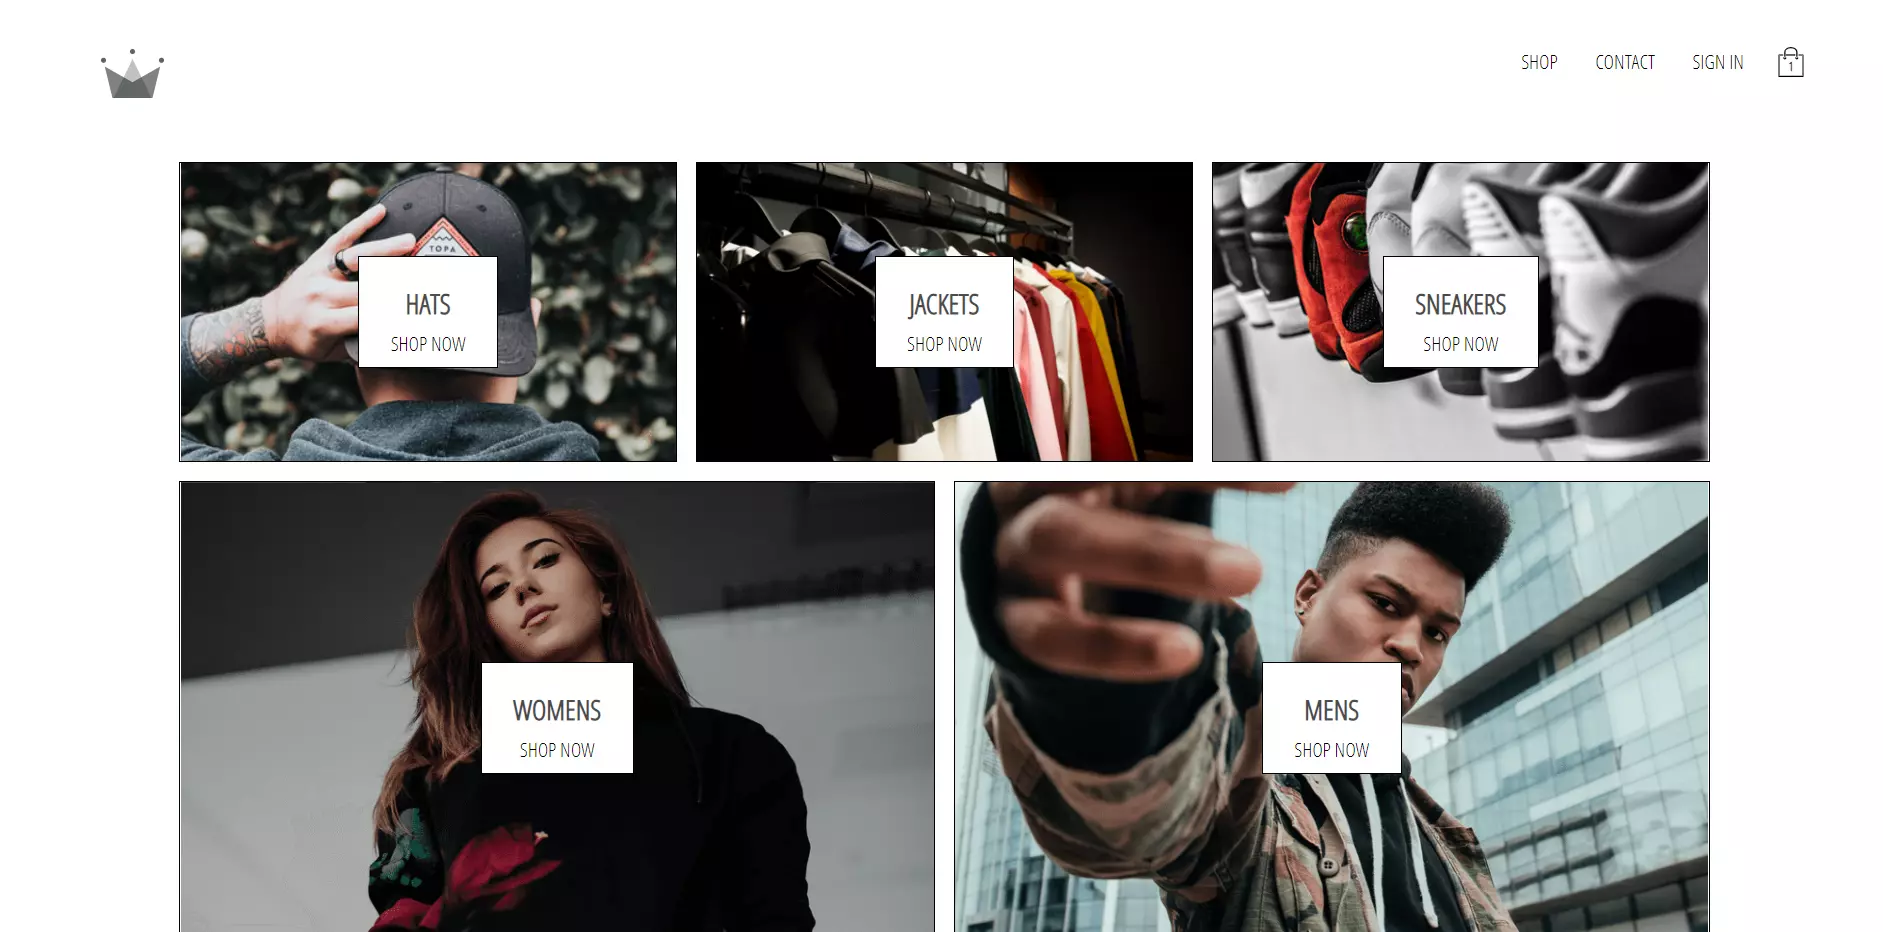 SHOP CONTACT SIGN IN 1
TOPA
HATS
SHOP NOW
JACKETS
SHOP NOW
SNEAKERS
SHOP NOW
WOMENS
SHOP NOW
MENS
SHOP NOW